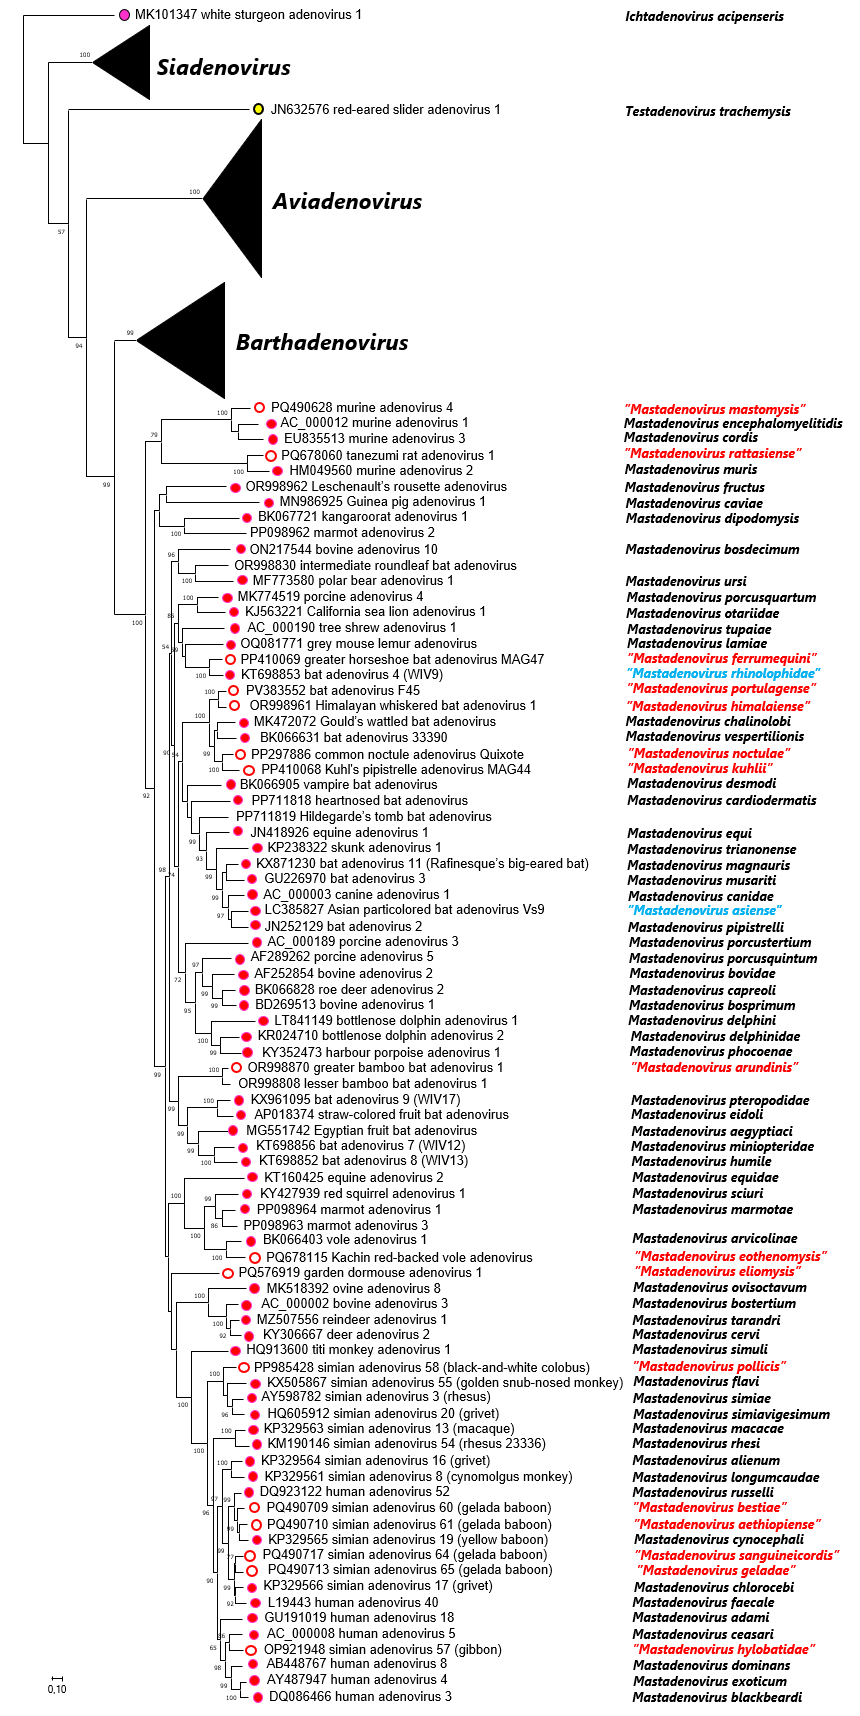 MK101347 white sturgeon adenovirus 1 Ichtadenovirus acipenseris
100
Siadenovirus
JN632576 red-eared slider adenovirus 1 Testadenovirus trachemysis
100
Aviadenovirus
57
99
94
Barthadenovirus
PQ490628 murine adenovirus 4 "Mastadenovirus mastomysis"
100
AC_000012 murine adenovirus 1 Mastadenovirus encephalomyelitidis
79
EU835513 murine adenovirus 3 Mastadenovirus cordis
PQ678060 tanezumi rat adenovirus 1 "Mastadenovirus rattasiense"
100
HM049560 murine adenovirus 2 Mastadenovirus muris
99
OR998962 Leschenault's rousette adenovirus Mastadenovirus fructus
MN986925 Guinea pig adenovirus 1 Mastadenovirus caviae
BK067721 kangaroorat adenovirus 1 Mastadenovirus dipodomysis
100
PP098962 marmot adenovirus 2
96
ON217544 bovine adenovirus 10 Mastadenovirus bosdecimum
OR998830 intermediate roundleaf bat adenovirus
100
MF773580 polar bear adenovirus 1 Mastadenovirus ursi
MK774519 porcine adenovirus 4 Mastadenovirus porcusquartum
100
KJ563221 California sea lion adenovirus 1 Mastadenovirus otariidae
100
AC_000190 tree shrew adenovirus 1 Mastadenovirus tupaiae
OQ081771 grey mouse lemur adenovirus Mastadenovirus lamiae
54
PP410069 greater horsehoe bat adenovirus MAG47 "Mastadenovirus ferrumequini"
100
KT698853 bat adenovirus 4 (WIV9) "Mastadenovirus rhinolophidae"
PV383552 bat adenovirus F45 "Mastadenovirus portulagense"
100
OR998961 Himalayan whiskered bat adenovirus 1 "Mastadenovirus himalaiense"
100
MK472072 Gould's wattled bat adenovirus Mastadenovirus chalinolobi
BK066631 bat adenovirus 33390 Mastadenovirus vespertilionis
99
PP297886 common noctule adenovirus Quixote "Mastadenovirus noctulae"
100
PP410068 Kuhl's pipistrelle adenovirus MAG44 "Mastadenovirus kuhlii"
BK066905 vampire bat adenovirus Mastadenovirus desmodi
92
PP711818 heartnosed bat adenovirus Mastadenovirus cardiodermatis
PP711819 Hildegarde's tomb bat adenovirus
JN418926 equine adenovirus 1 Mastadenovirus equi
99
KP238322 skunk adenovirus 1 Mastadenovirus trianonense
93
KX871230 bat adenovirus 11 (Rafinesque's big-eared bat) Mastadenovirus magnauris
98
99
GU226970 bat adenovirus 3 Mastadenovirus musariti
AC_000003 canine adenovirus 1 Mastadenovirus canidae
99
LC385827 Asian particolored bat adenovirus Vs9 "Mastadenovirus asiense"
97
JN252129 bat adenovirus 2 Mastadenovirus pipistrelli
AC_000189 porcine adenovirus 3 Mastadenovirus porcustertium
AF289262 porcine adenovirus 5 Mastadenovirus porcusquintum
97
AF252854 bovine adenovirus 2 Mastadenovirus bovidae
72
BK066828 roe deer adenovirus 2 Mastadenovirus capreoli
99
BD269513 bovine adenovirus 1 Mastadenovirus bosprimum
99
95
LT841149 bottlenose dolphin adenovirus 1 Mastadenovirus delphini
KR024710 bottlenose dolphin adenovirus 2 Mastadenovirus delphinidae
100
KY352473 harbour porpoise adenovirus 1 Mastadenovirus phocoenae
99
OR998870 greater bamboo bat adenovirus 1 "Mastadenovirus arundinis"
100
99
OR998808 lesser bamboo bat adenovirus 1
KX961095 bat adenovirus 9 (WIV17) Mastadenovirus pteropodidae
100
99
AP018374 straw-colored fruit bat adenovirus Mastadenovirus eidoli
MG551742 Egyptian fruit bat adenovirus Mastadenovirus aegyptiaci
99
KT698856 bat adenovirus 7 (WIV12) Mastadenovirus miniopteridae
99
KT698852 bat adenovirus 8 (WIV13) Mastadenovirus humile
100
KT160425 equine adenovirus 2 Mastadenovirus equidae
KY427939 red squirrel adenovirus 1 Mastadenovirus sciuri
100
99
PP098964 marmot adenovirus 1 Mastadenovirus marmotae
86
PP098963 marmot adenovirus 3
BK066403 vole adenovirus 1 Mastadenovirus arvicolinae
100
PQ678115 Kachin red-backed vole adenovirus "Mastadenovirus eothenomysis"
PQ576919 garden dormouse adenovirus 1 "Mastadenovirus eliomysis"
MK518392 ovine adenovirus 8 Mastadenovirus ovisoctavum
100
AC_000002 bovine adenovirus 3 Mastadenovirus bostertium
MZ507556 reindeer adenovirus 1 Mastadenovirus tarandri
100
92
KY306667 deer adenovirus 2 Mastadenovirus cervi
HQ913600 titi monkey adenovirus 1 Mastadenovirus simuli
PP985428 simian adenovirus 58 (black-and-white colobus) "Mastadenovirus pollicis"
100
KX505867 simian adenovirus 55 (golden snub-nosed monkey) Mastadenovirus flavi
AY598782 simian adenovirus 3 (rhesus) Mastadenovirus simiae
100
96
HQ605912 simian adenovirus 20 (grivet) Mastadenovirus simiavigesimum
KP329563 simian adenovirus 13 (macaque) Mastadenovirus macacae
100
KM190146 simian adenovirus 54 (rhesus 23336) Mastadenovirus rhesi
100
KP329564 simian adenovirus 16 (grivet) Mastadenovirus alienum
100
KP329561 simian adenovirus 8 (cynomolgus monkey) Mastadenovirus longumcaudae
DQ923122 human adenovirus 52 Mastadenovirus russelli
97
99
96
PQ490709 simian adenovirus 60 (gelada baboon) "Mastadenovirus bestiae"
PQ490710 simian adenovirus 61 (gelada baboon) "Mastadenovirus aethiopiense"
99
KP329565 simian adenovirus 19 (yellow baboon) Mastadenovirus cynocephali
PQ490717 simian adenovirus 64 (gelada baboon) "Mastadenovirus sanguineicordis"
77
PQ490713 simian adenovirus 65 (gelada baboon) "Mastadenovirus geladae"
90
KP329566 simian adenovirus 17 (grivet) Mastadenovirus chlorocebi
99
92
L19443 human adenovirus 40 Mastadenovirus faecale
GU191019 human adenovirus 18 Mastadenovirus adami
AC_000008 human adenovirus 5 Mastadenovirus ceasari
65
OP921948 simian adenovirus 57 (gibbon) "Mastadenovirus hylobatidae"
AB448767 human adenovirus 8 Mastadenovirus dominans
98
AY487947 human adenovirus 4 Mastadenovirus exoticum
99
100
DQ086466 human adenovirus 3 Mastadenovirus blackbeardi
0,10